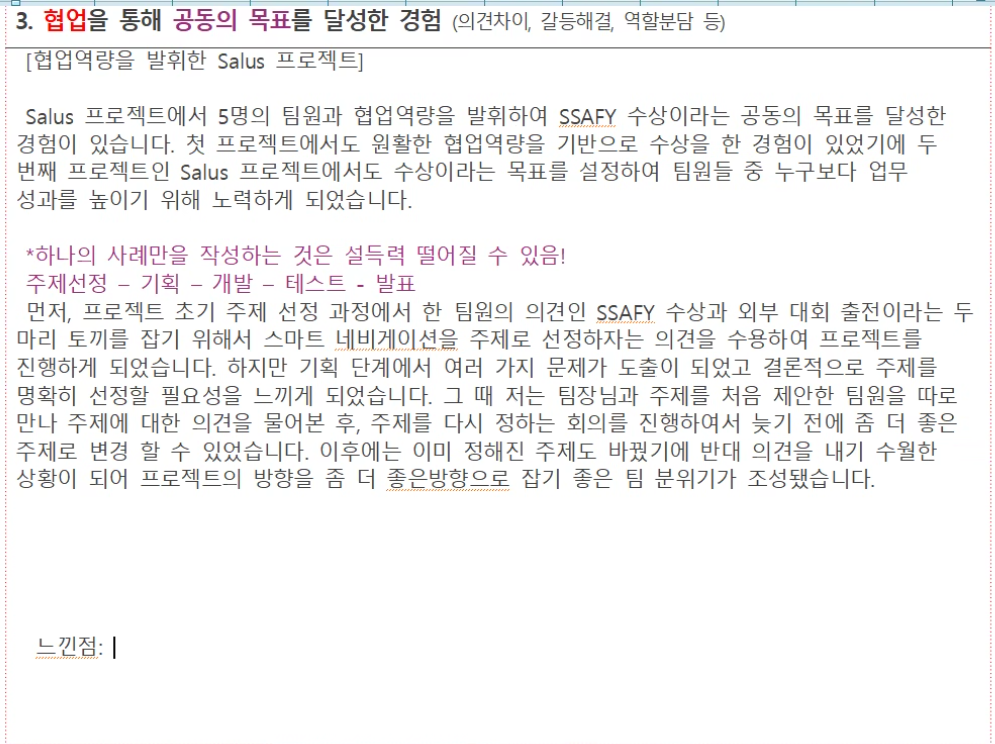 3. 협업을 통해 공동의 목표를 달성한 경험 (의견차이, 갈등해결, 역할분담 등)
[협업역량을 발휘한 Salus 프로젝트]
Salus 프로젝트에서 5명의 팀원과 협업역량을 발휘하여 SSAFY 수상이라는 공동의 목표를 달성한
경험이 있습니다. 첫 프로젝트에서도 원활한 협업역량을 기반으로 수상을 한 경험이 있었기에 두
번째 프로젝트인 Salus 프로젝트에서도 수상이라는 목표를 설정하여 팀원들 중 누구보다 업무
성과를 높이기 위해 노력하게 되었습니다.
*하나의 사례만을 작성하는 것은 설득력 떨어질 수 있음!
주제선정 – 기획 – 개발 – 테스트 - 발표
먼저, 프로젝트 초기 주제 선정 과정에서 한 팀원의 의견인 SSAFY 수상과 외부 대회 출전이라는 두
마리 토끼를 잡기 위해서 스마트 네비게이션을 주제로 선정하자는 의견을 수용하여 프로젝트를
진행하게 되었습니다. 하지만 기획 단계에서 여러 가지 문제가 도출이 되었고 결론적으로 주제를
명확히 선정할 필요성을 느끼게 되었습니다. 그 때 저는 팀장님과 주제를 처음 제안한 팀원을 따로
만나 주제에 대한 의견을 물어본 후, 주제를 다시 정하는 회의를 진행하여서 늦기 전에 좀 더 좋은
주제로 변경 할 수 있었습니다. 이후에는 이미 정해진 주제도 바꿨기에 반대 의견을 내기 수월한
상황이 되어 프로젝트의 방향을 좀 더 좋은방향으로 잡기 좋은 팀 분위기가 조성됐습니다.
느낀점: